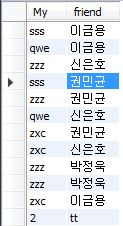 My friend
sss 이금용
qwe 이금용
zzz 신은호
sss 권민균
zzz 권민균
qwe 신은호
zxc 권민균
zxc 신은호
zzz 박정욱
zzz 박정욱
zxc 이금용
2 tt